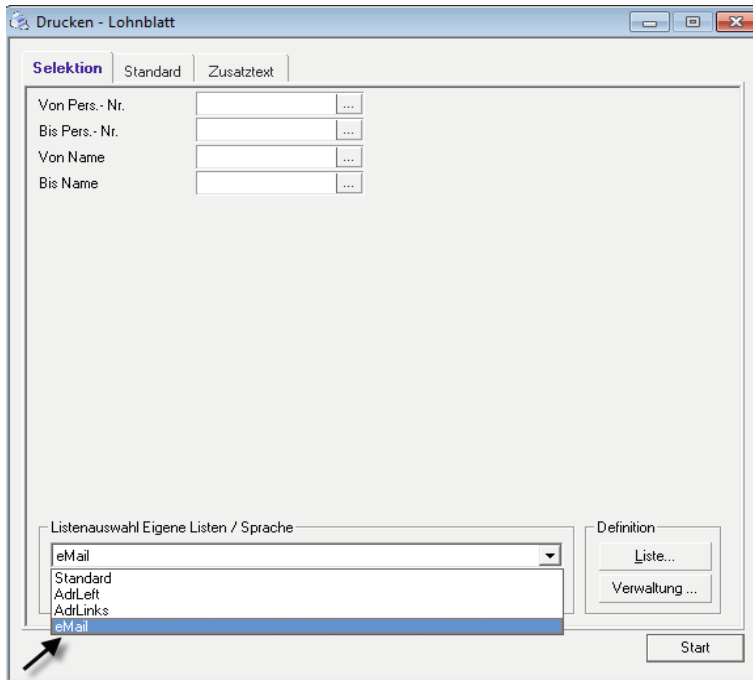 Drucken - Lohnblatt
Selektion Standard Zusatztext
Von Pers.- Nr. ...
Bis Pers.- Nr. ...
Von Name ...
Bis Name ...
Listenauswahl Eigene Listen / Sprache
Definition
eMail
Liste...
Standard
Verwaltung ...
AdrLeft
AdrLinks
eMail
Start